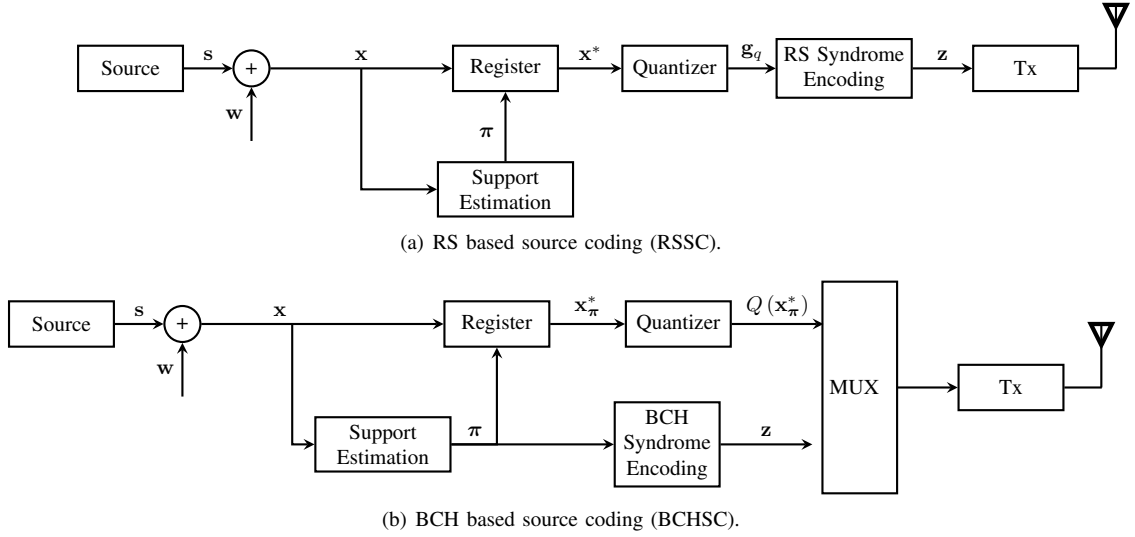 Source
s
+
w
x
Register
x*
Quantizer
g_q
RS Syndrome
Encoding
z
Tx
π
Support
Estimation
(a) RS based source coding (RSSC).
Source
s
+
w
x
Register
x*_π
Quantizer
Q (x*_π)
MUX
Tx
Support
Estimation
π
BCH
Syndrome
Encoding
z
(b) BCH based source coding (BCHSC).